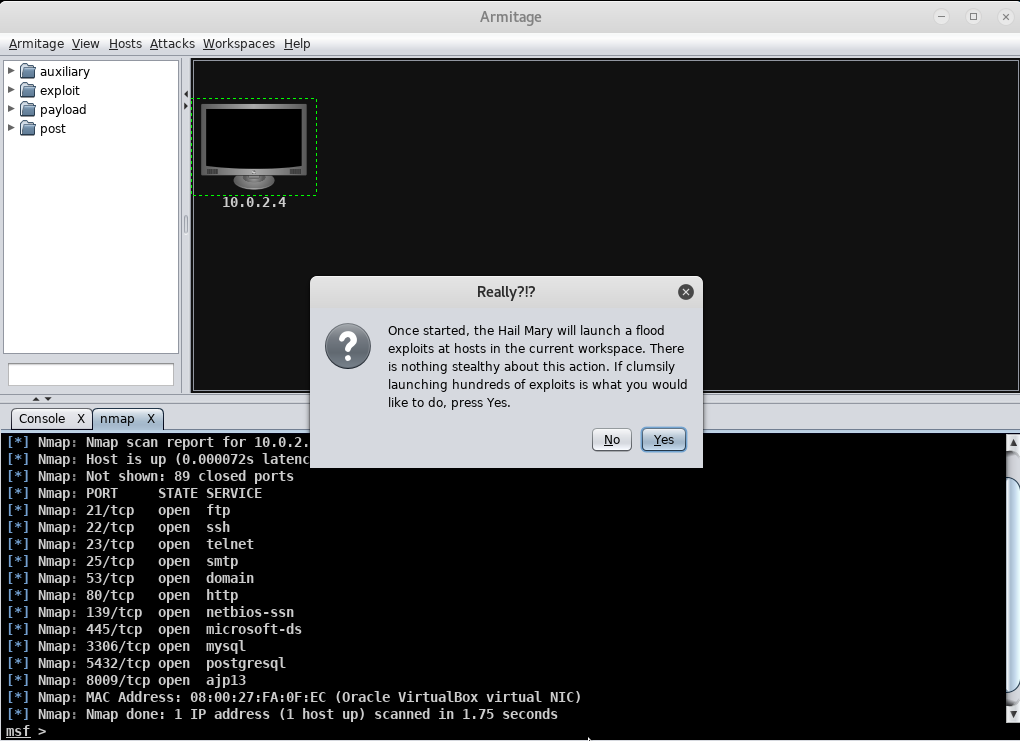 Armitage
Armitage View Hosts Attacks Workspaces Help
auxiliary
exploit
payload
post
10.0.2.4
Really?!?
Once started, the Hail Mary will launch a flood
exploits at hosts in the current workspace. There
is nothing stealthy about this action. If clumsily
launching hundreds of exploits is what you would
like to do, press Yes.
No Yes
Console X nmap X
[*] Nmap: Nmap scan report for 10.0.2.
[*] Nmap: Host is up (0.000072s latenc
[*] Nmap: Not shown: 89 closed ports
[*] Nmap: PORT STATE SERVICE
[*] Nmap: 21/tcp open ftp
[*] Nmap: 22/tcp open ssh
[*] Nmap: 23/tcp open telnet
[*] Nmap: 25/tcp open smtp
[*] Nmap: 53/tcp open domain
[*] Nmap: 80/tcp open http
[*] Nmap: 139/tcp open netbios-ssn
[*] Nmap: 445/tcp open microsoft-ds
[*] Nmap: 3306/tcp open mysql
[*] Nmap: 5432/tcp open postgresql
[*] Nmap: 8009/tcp open ajp13
[*] Nmap: MAC Address: 08:00:27:FA:0F:EC (Oracle VirtualBox virtual NIC)
[*] Nmap: Nmap done: 1 IP address (1 host up) scanned in 1.75 seconds
msf >